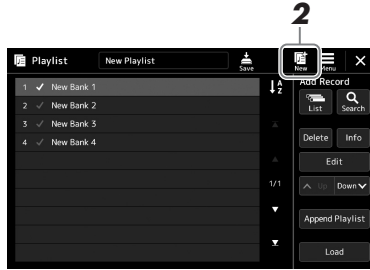 2
Playlist
New Playlist
Save
New
Menu
1 New Bank 1
2 New Bank 2
3 New Bank 3
4 New Bank 4
A
Z
1/1
Add Record
List
Search
Delete
Info
Edit
Up
Down
Append Playlist
Load